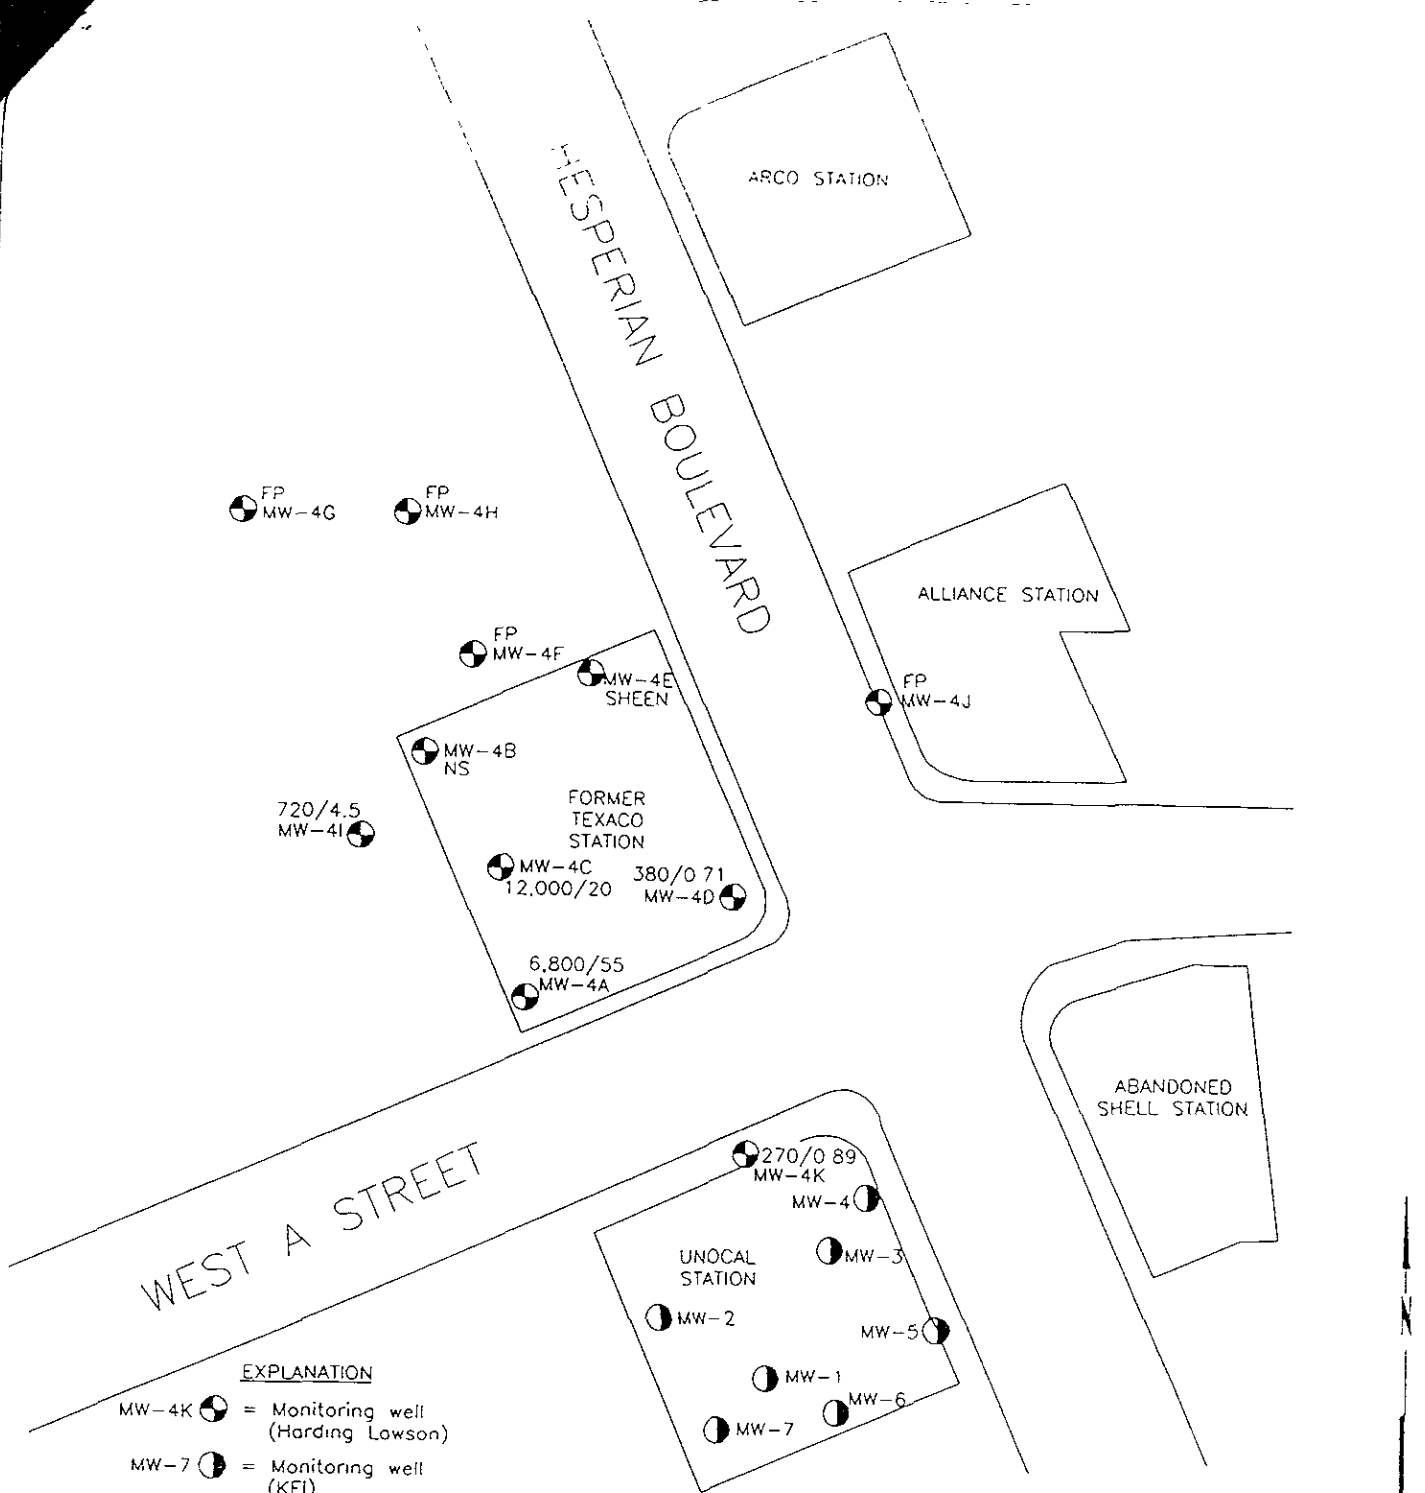 ARCO STATION
HESPERIAN BOULEVARD
FP
MW-4G
FP
MW-4H
ALLIANCE STATION
FP
MW-4F
MW-4E
SHEEN
FP
MW-4J
MW-4B
NS
720/4.5
MW-4I
FORMER
TEXACO
STATION
MW-4C
12,000/20
380/0 71
MW-4D
6,800/55
MW-4A
ABANDONED
SHELL STATION
WEST A STREET
270/0 89
MW-4K
MW-4
MW-3
UNOCAL
STATION
MW-2
MW-5
MW-1
MW-6
MW-7
N
EXPLANATION
MW-4K = Monitoring well
(Harding Lawson)
MW-7 = Monitoring well
(KEI)